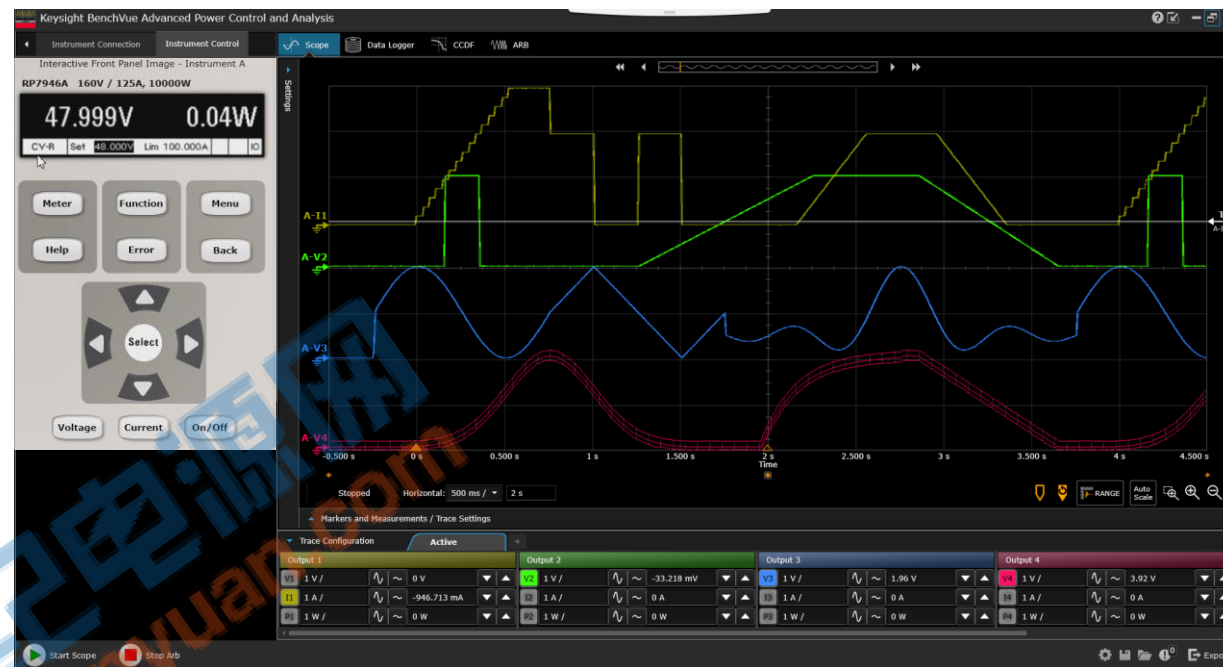 Keysight BenchVue Advanced Power Control and Analysis
Instrument Connection Instrument Control
Scope Data Logger CCDF ARB
Interactive Front Panel Image - Instrument A
RP7946A 160V / 125A, 10000W
47.999V 0.04W
CV-R Set 48.000V Lim 100.000A IO
Settings
Meter Function Menu
Help Error Back
Select
Voltage Current On/Off
A-I1
A-V2
A-V3
A-V4
-0.500 s 0 s 0.500 s 1 s 1.500 s 2 s 2.500 s 3 s 3.500 s 4 s 4.500 s
Time
Stopped Horizontal: 500 ms / 2 s RANGE Auto Scale
Markers and Measurements / Trace Settings
Trace Configuration Active +
Output 1 Output 2 Output 3 Output 4
V1 1 V / 0 V V2 1 V / -33.218 mV V3 1 V / 1.96 V V4 1 V / 3.92 V
I1 1 A / -946.713 mA I2 1 A / 0 A I3 1 A / 0 A I4 1 A / 0 A
P1 1 W / 0 W P2 1 W / 0 W P3 1 W / 0 W P4 1 W / 0 W
Start Scope Stop Arb 0 Expo
电源网
yuan.com